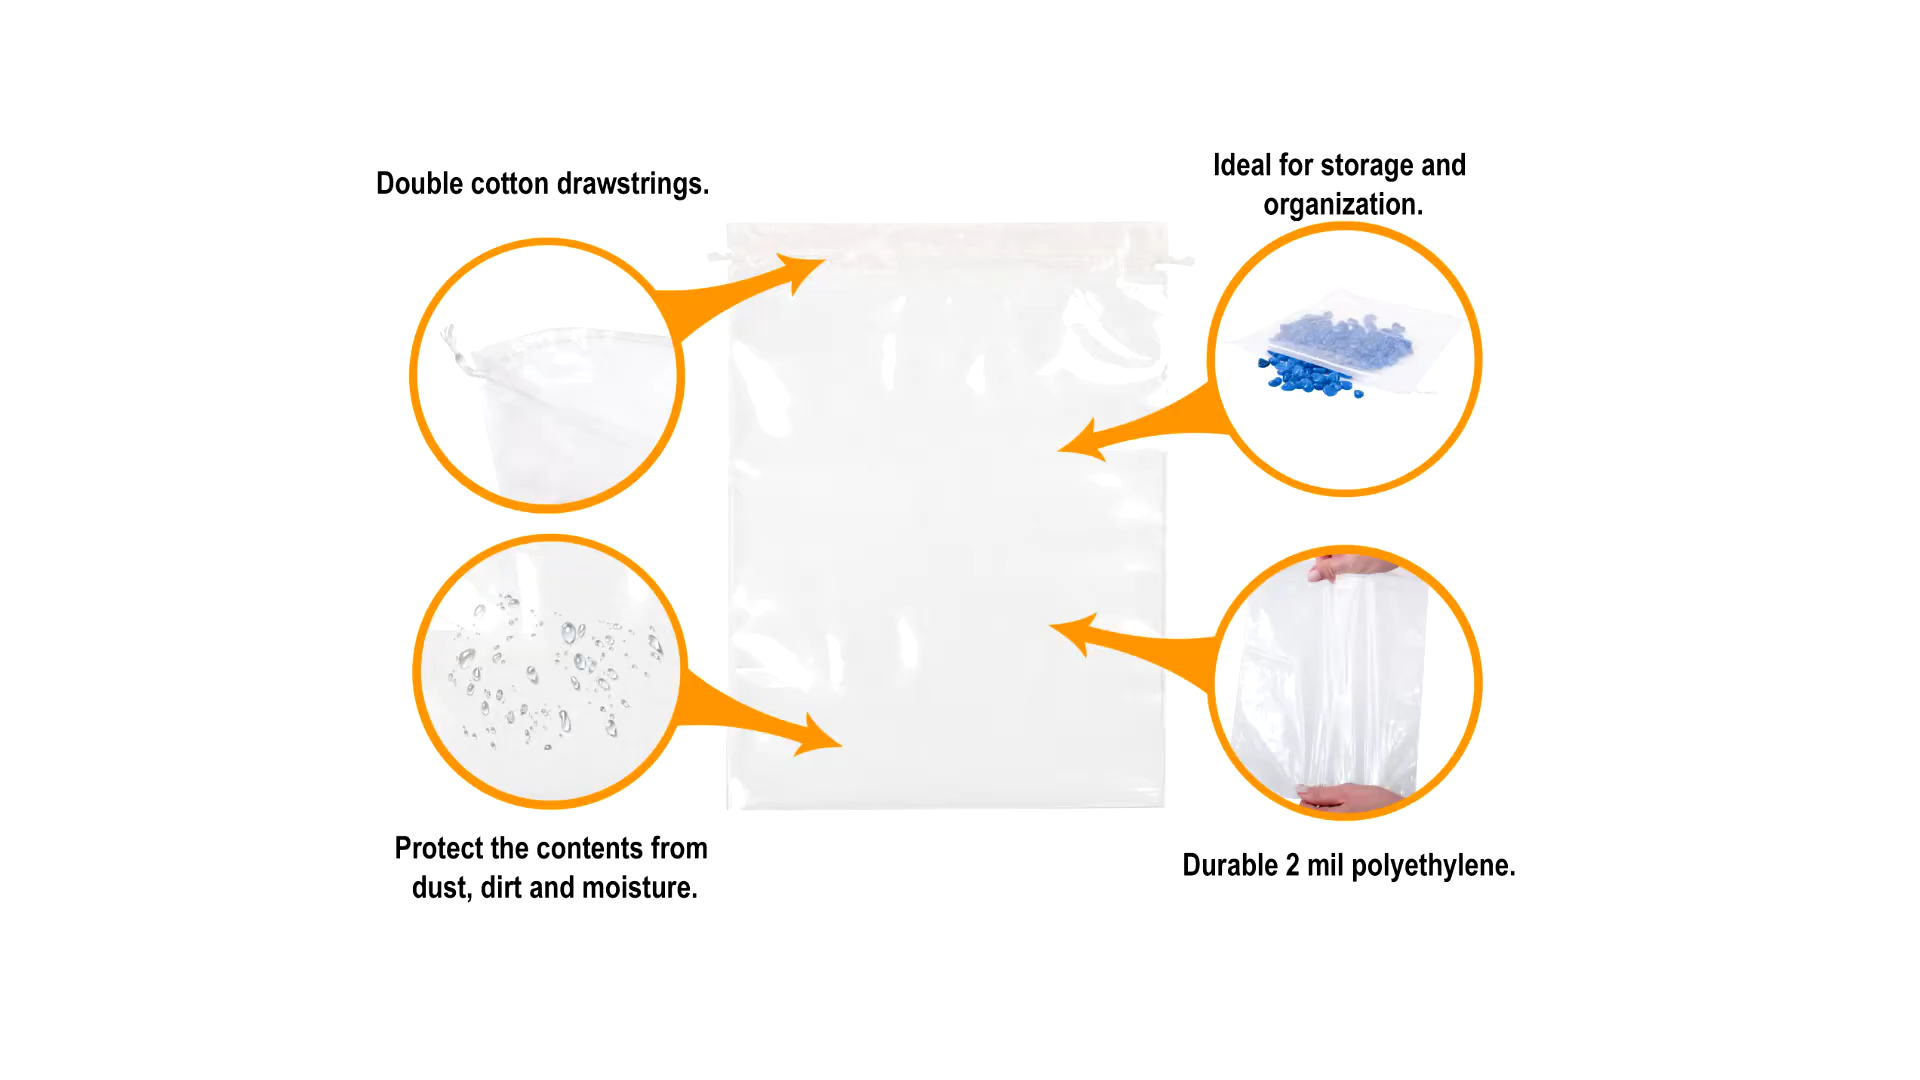 Double cotton drawstrings.
Ideal for storage and
organization.
Protect the contents from
dust, dirt and moisture.
Durable 2 mil polyethylene.